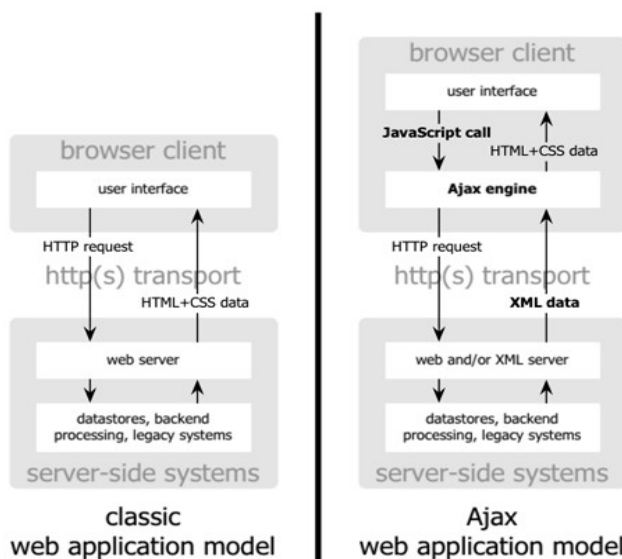 browser client
user interface
HTTP request
http(s) transport
HTML+CSS data
web server
datastores, backend
processing, legacy systems
server-side systems
classic
web application model
browser client
user interface
JavaScript call
HTML+CSS data
Ajax engine
HTTP request
http(s) transport
XML data
web and/or XML server
datastores, backend
processing, legacy systems
server-side systems
Ajax
web application model